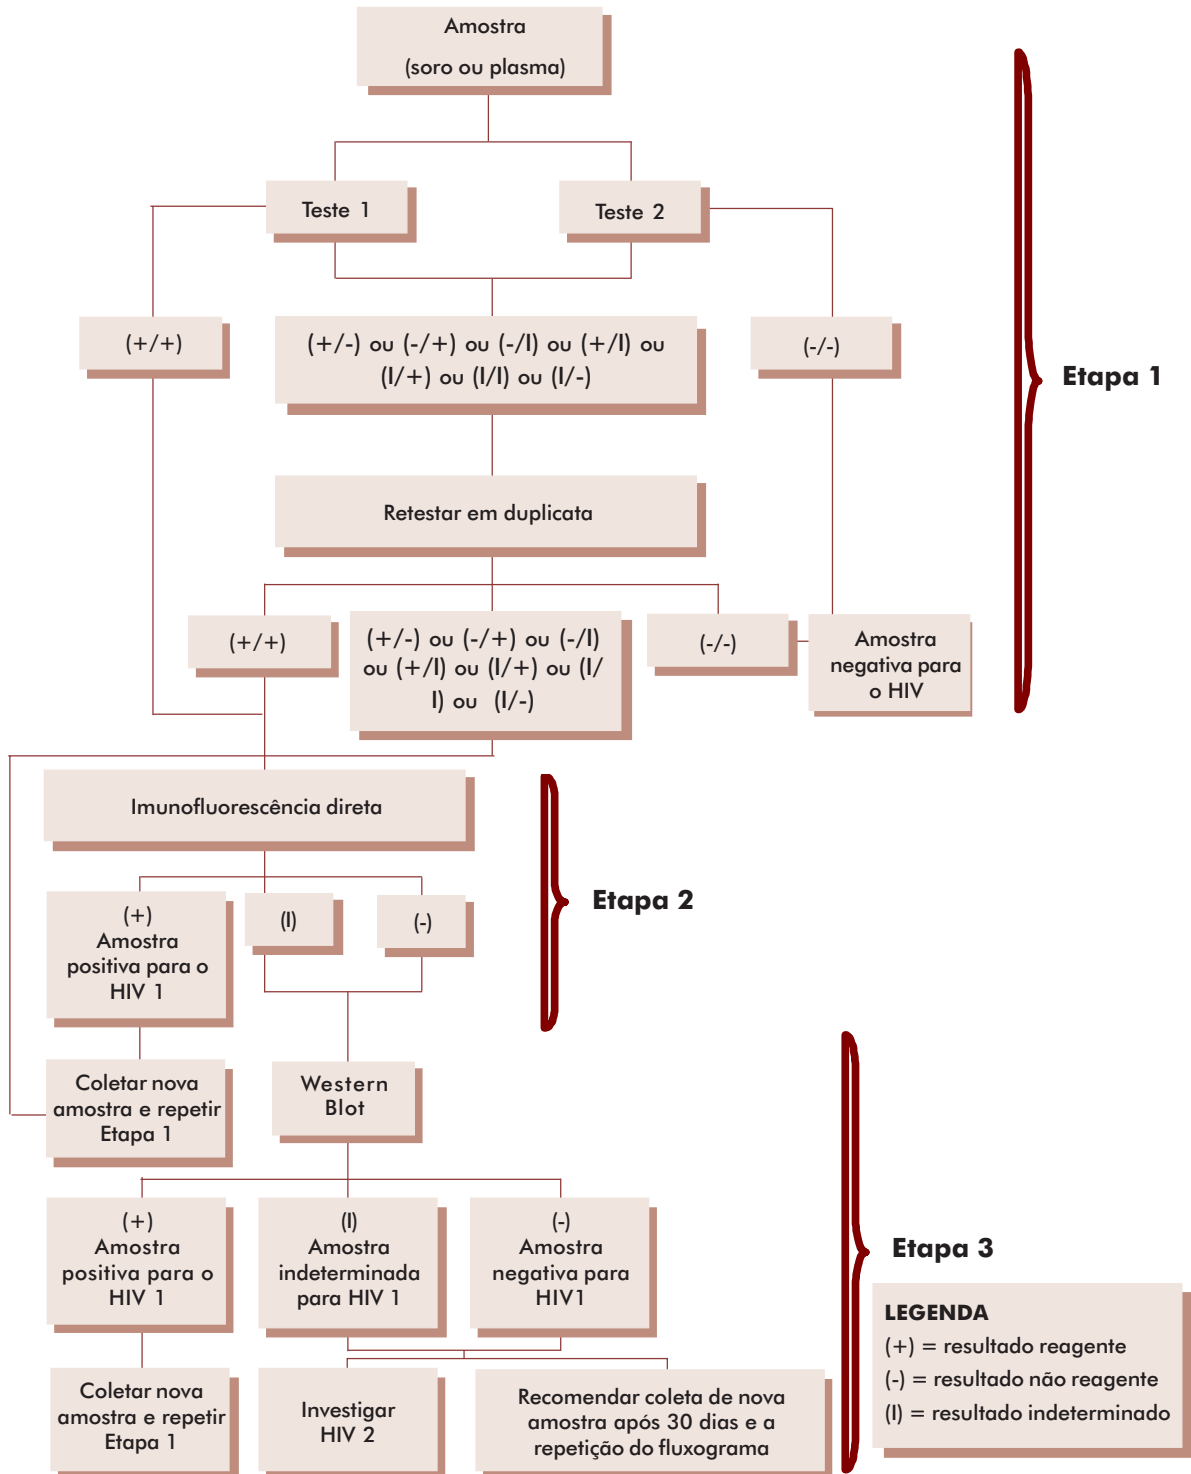 Amostra
(soro ou plasma)
Teste 1
Teste 2
(+/+)
(+/-) ou (-/+) ou (-/I) ou (+/I) ou
(I/+) ou (I/I) ou (I/-)
(-/-)
Etapa 1
Retestar em duplicata
(+/+)
(+/-) ou (-/+) ou (-/I)
ou (+/I) ou (I/+) ou (I/
I) ou (I/-)
(-/-)
Amostra
negativa para
o HIV
Imunofluorescência direta
Etapa 2
(+)
Amostra
positiva para o
HIV 1
(I)
(-)
Coletar nova
amostra e repetir
Etapa 1
Western
Blot
(+)
Amostra
positiva para o
HIV 1
(I)
Amostra
indeterminada
para HIV 1
(-)
Amostra
negativa para
HIV1
Etapa 3
Coletar nova
amostra e repetir
Etapa 1
Investigar
HIV 2
Recomendar coleta de nova
amostra após 30 dias e a
repetição do fluxograma
LEGENDA
(+) = resultado reagente
(-) = resultado não reagente
(I) = resultado indeterminado